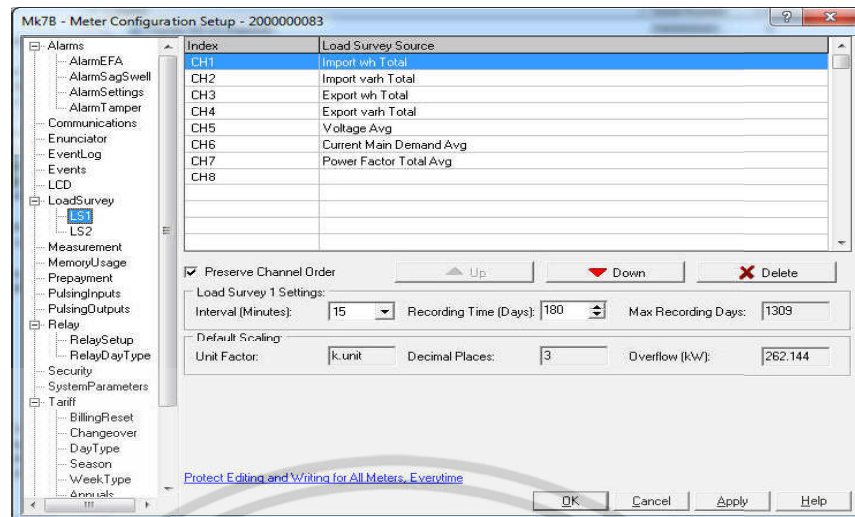 Mk7B - Meter Configuration Setup - 2000000083
Alarms
AlarmEFA
AlarmSagSwell
AlarmSettings
AlarmTamper
Communications
Enunciator
EventLog
Events
LCD
LoadSurvey
LS1
LS2
Measurement
MemoryUsage
Prepayment
PulsingInputs
PulsingOutputs
Relay
RelaySetup
RelayDayType
Security
SystemParameters
Tariff
BillingReset
Changeover
DayType
Season
WeekType
Annuals
Index Load Survey Source
CH1 Import wh Total
CH2 Import varh Total
CH3 Export wh Total
CH4 Export varh Total
CH5 Voltage Avg
CH6 Current Main Demand Avg
CH7 Power Factor Total Avg
CH8
Preserve Channel Order Up Down Delete
Load Survey 1 Settings:
Interval (Minutes): 15 Recording Time (Days): 180 Max Recording Days: 1309
Default Scaling:
Unit Factor: k.unit Decimal Places: 3 Overflow (kW): 262.144
Protect Editing and Writing for All Meters, Everytime
OK Cancel Apply Help